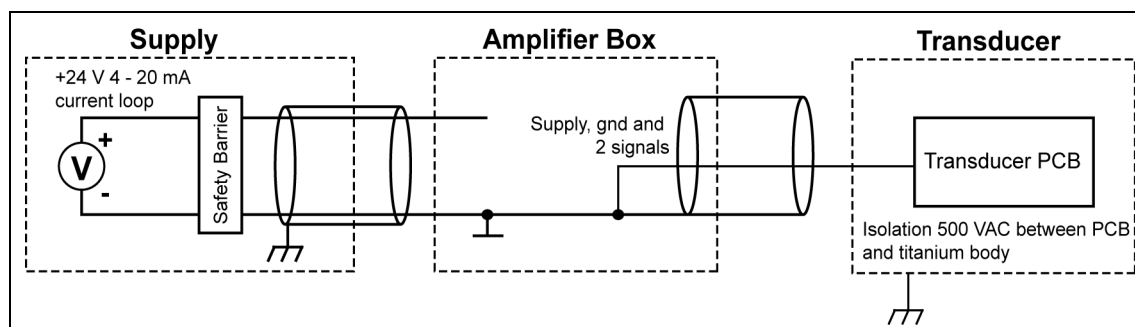 Supply
Amplifier Box
Transducer
+24 V 4 - 20 mA
current loop
+
V
-
Safety Barrier
Supply, gnd and
2 signals
Transducer PCB
Isolation 500 VAC between PCB
and titanium body